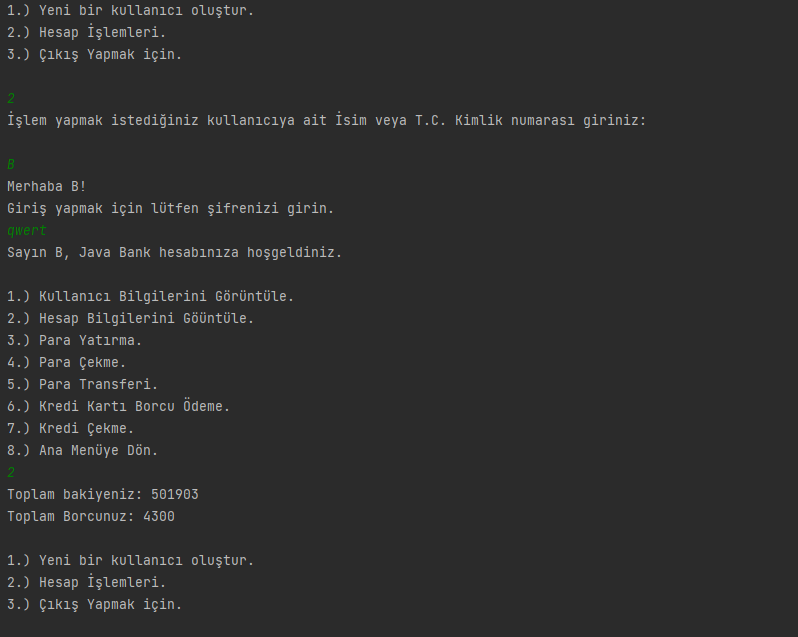 1.) Yeni bir kullanıcı oluştur.
2.) Hesap İşlemleri.
3.) Çıkış Yapmak için.
2
İşlem yapmak istediğiniz kullanıcıya ait İsim veya T.C. Kimlik numarası giriniz:
B
Merhaba B!
Giriş yapmak için lütfen şifrenizi girin.
qwert
Sayın B, Java Bank hesabınıza hoşgeldiniz.
1.) Kullanıcı Bilgilerini Görüntüle.
2.) Hesap Bilgilerini Göüntüle.
3.) Para Yatırma.
4.) Para Çekme.
5.) Para Transferi.
6.) Kredi Kartı Borcu Ödeme.
7.) Kredi Çekme.
8.) Ana Menüye Dön.
2
Toplam bakiyeniz: 501903
Toplam Borcunuz: 4300
1.) Yeni bir kullanıcı oluştur.
2.) Hesap İşlemleri.
3.) Çıkış Yapmak için.